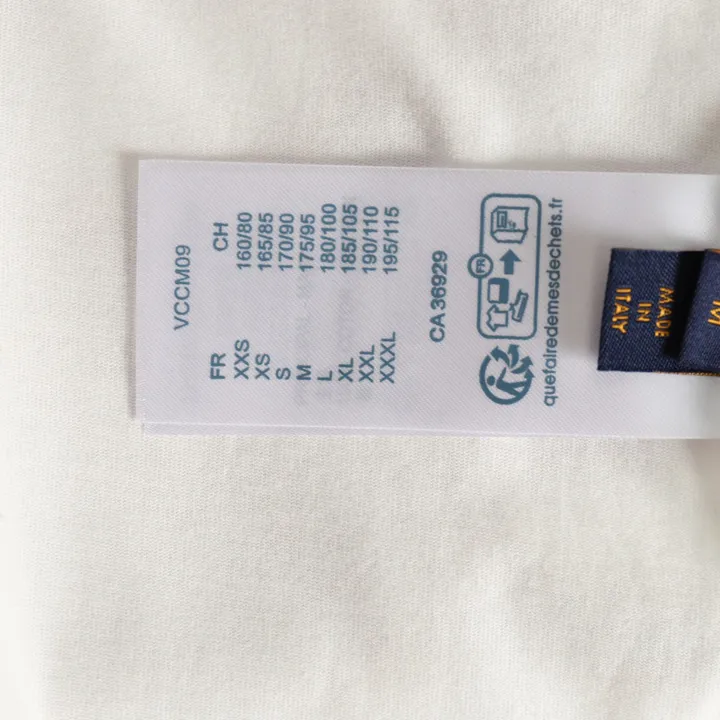 VCCM09
FR CH
XXS 160/80
XS 165/85
S 170/90
M 175/95
L 180/100
XL 185/105
XXL 190/110
XXXL 195/115
CA 36929
FR
quefairedemesdechets.fr
MADE
IN
ITALY
M